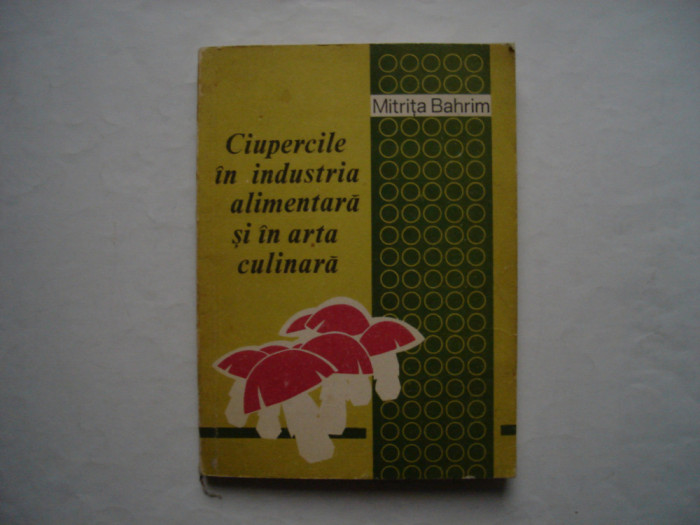 Mitrița Bahrim
Ciupercile
în industria
alimentară
și în arta
culinară